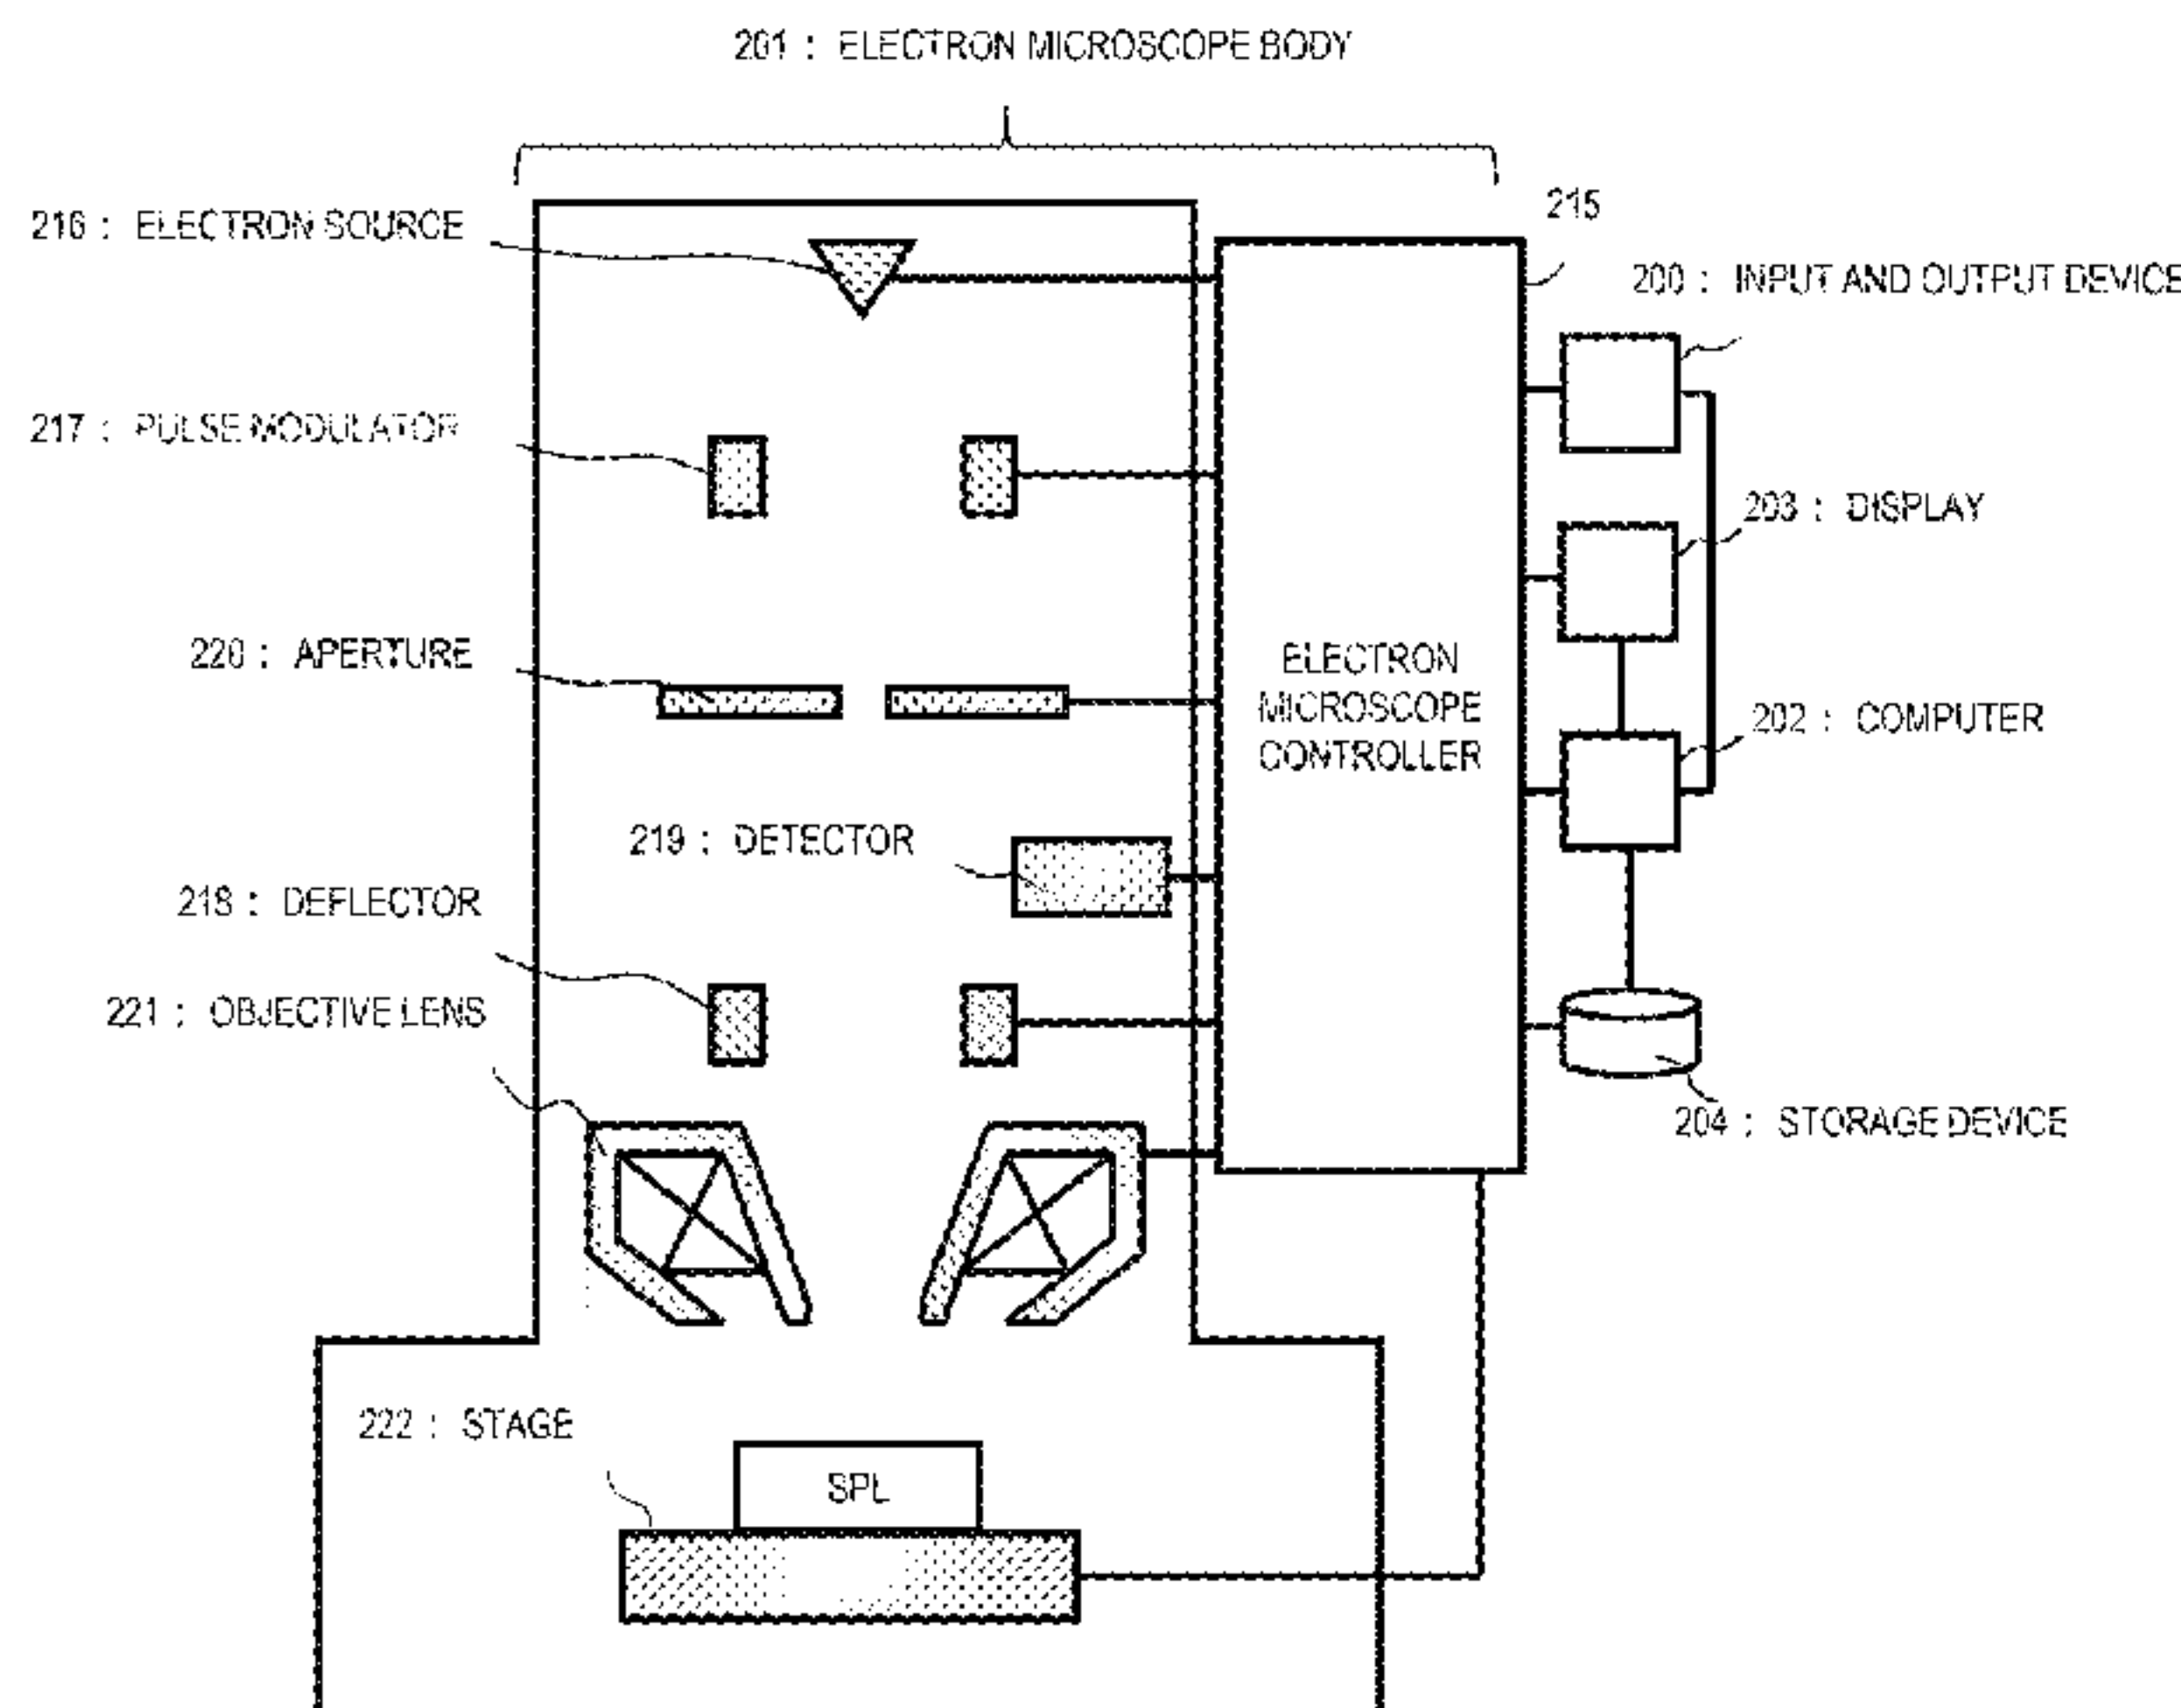 201 : ELECTRON MICROSCOPE BODY
215
216 : ELECTRON SOURCE
200 : INPUT AND OUTPUT DEVICE
217 : PULSE MODULATOR
203 : DISPLAY
220 : APERTURE
ELECTRON
MICROSCOPE
CONTROLLER
202 : COMPUTER
219 : DETECTOR
218 : DEFLECTOR
221 : OBJECTIVE LENS
204 : STORAGE DEVICE
222 : STAGE
SPL